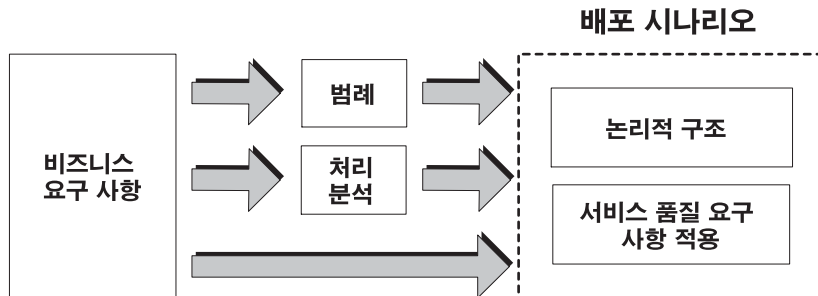 배포 시나리오
비즈니스
요구 사항
범례
처리
분석
논리적 구조
서비스 품질 요구
사항 적용